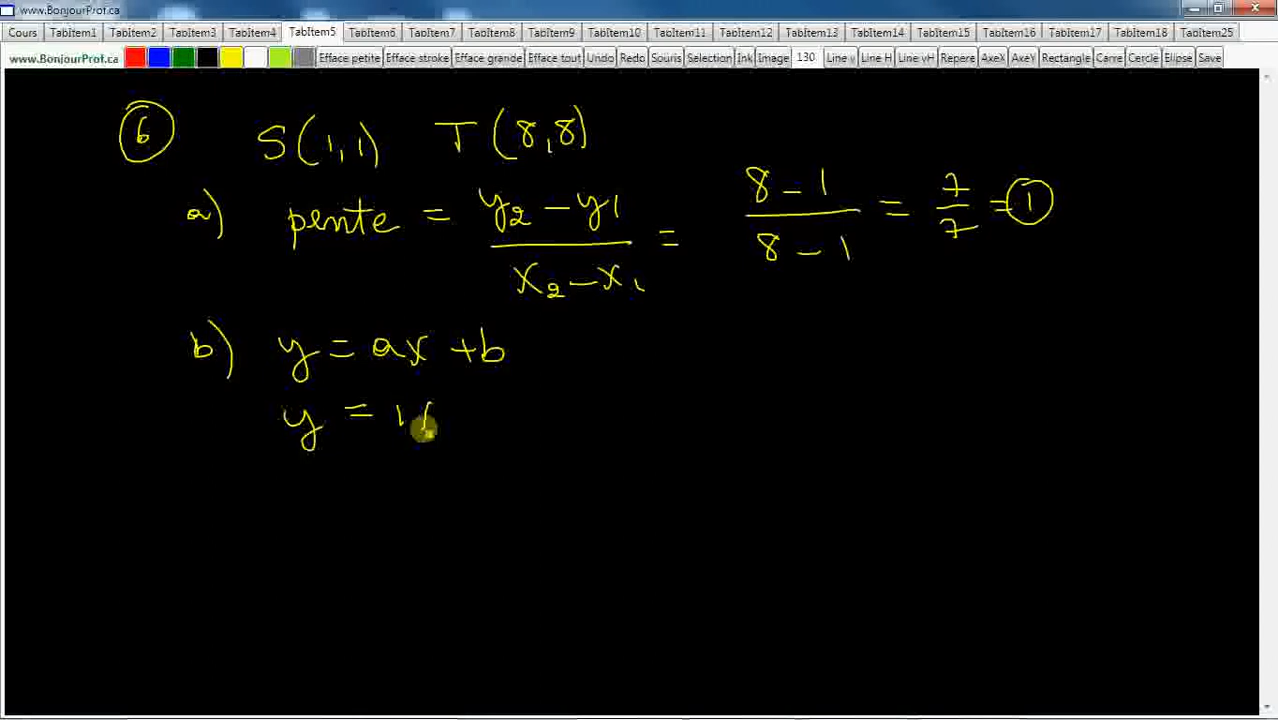 www.BonjourProf.ca
Cours TabItem1 TabItem2 TabItem3 TabItem4 TabItem5 TabItem6 TabItem7 TabItem8 TabItem9 TabItem10 TabItem11 TabItem12 TabItem13 TabItem14 TabItem15 TabItem16 TabItem17 TabItem18 TabItem25
www.BonjourProf.ca Efface petite Efface stroke Efface grande Efface tout Undo Redo Souris Selection Ink Image 130 Line v Line H Line vH Repere AxeX AxeY Rectangle Carre Cercle Elipse Save
6 S(1,1) T(8,8)
a) pente = y2 - y1 / x2 - x1 = 8 - 1 / 8 - 1 = 7/7 = 1
b) y = ax + b
y = 1